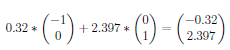 0.32 * (−1 0) + 2.397 * (0 1) = (−0.32 2.397)